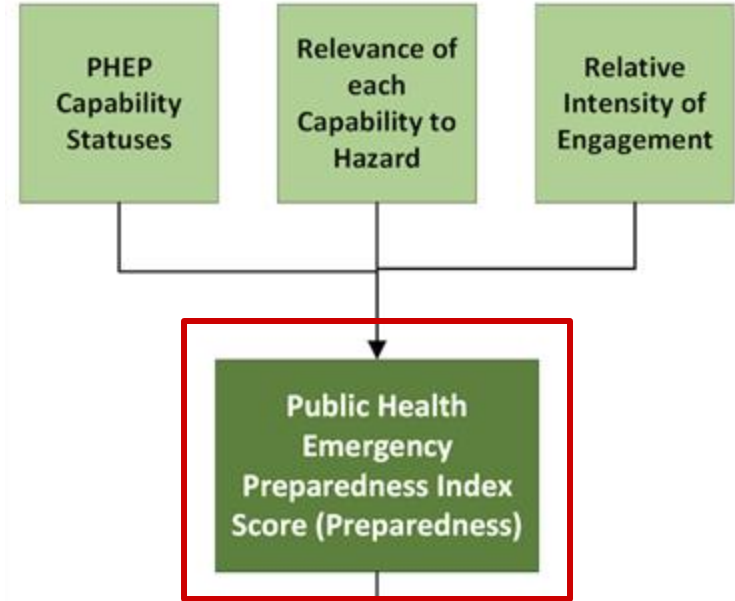 PHEP
Capability
Statuses
Relevance of
each
Capability to
Hazard
Relative
Intensity of
Engagement
Public Health
Emergency
Preparedness Index
Score (Preparedness)